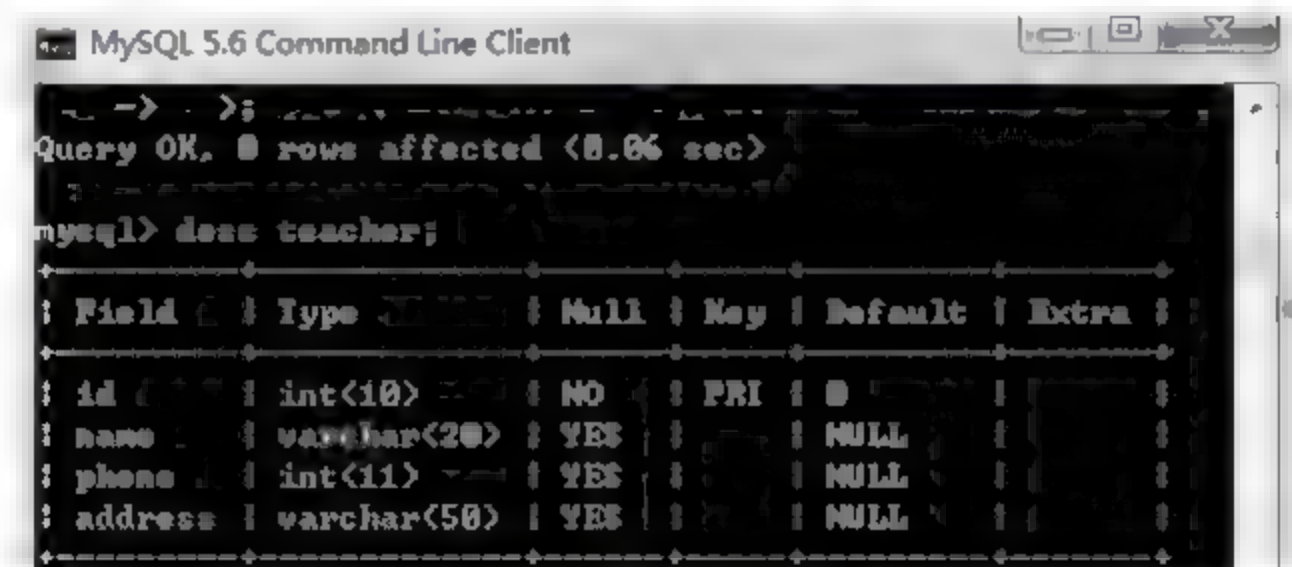 MySQL 5.6 Command Line Client
-> >;
Query OK, 0 rows affected (0.06 sec)
mysql> desc teacher;
| Field | Type | Null | Key | Default | Extra |
| id | int(10) | NO | PRI | 0 | |
| name | varchar(20) | YES | | NULL | |
| phone | int(11) | YES | | NULL | |
| address | varchar(50) | YES | | NULL | |